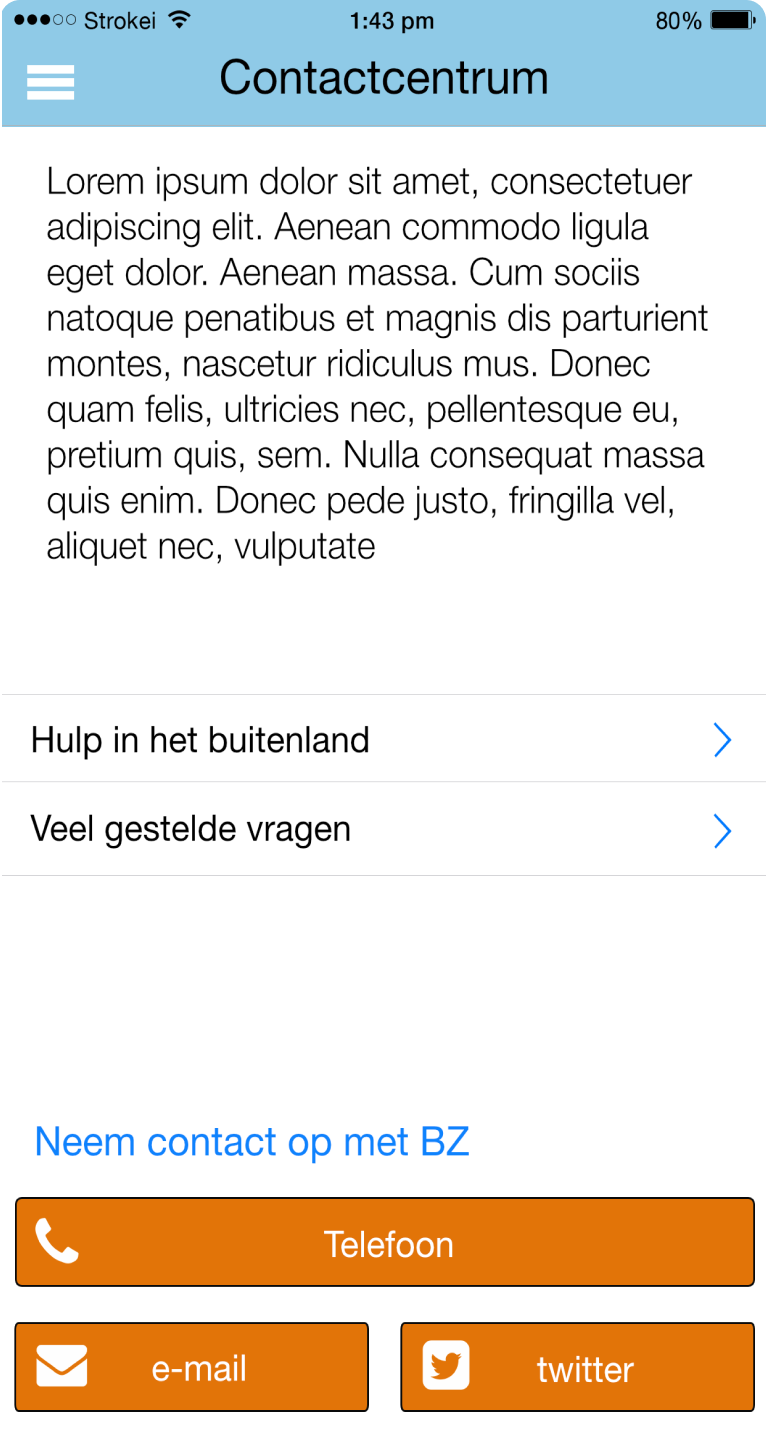 Strokei 1:43 pm 80%
Contactcentrum
Lorem ipsum dolor sit amet, consectetuer
adipiscing elit. Aenean commodo ligula
eget dolor. Aenean massa. Cum sociis
natoque penatibus et magnis dis parturient
montes, nascetur ridiculus mus. Donec
quam felis, ultricies nec, pellentesque eu,
pretium quis, sem. Nulla consequat massa
quis enim. Donec pede justo, fringilla vel,
aliquet nec, vulputate
Hulp in het buitenland
Veel gestelde vragen
Neem contact op met BZ
Telefoon
e-mail
twitter